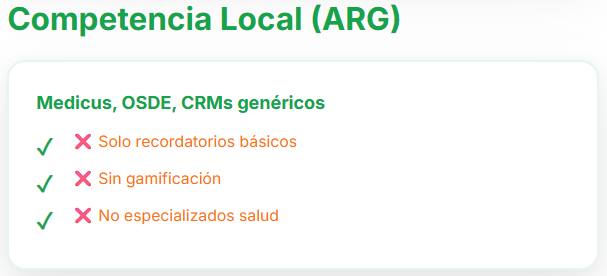 Competencia Local (ARG)
Medicus, OSDE, CRMs genéricos
✓ ❌ Solo recordatorios básicos
✓ ❌ Sin gamificación
✓ ❌ No especializados salud